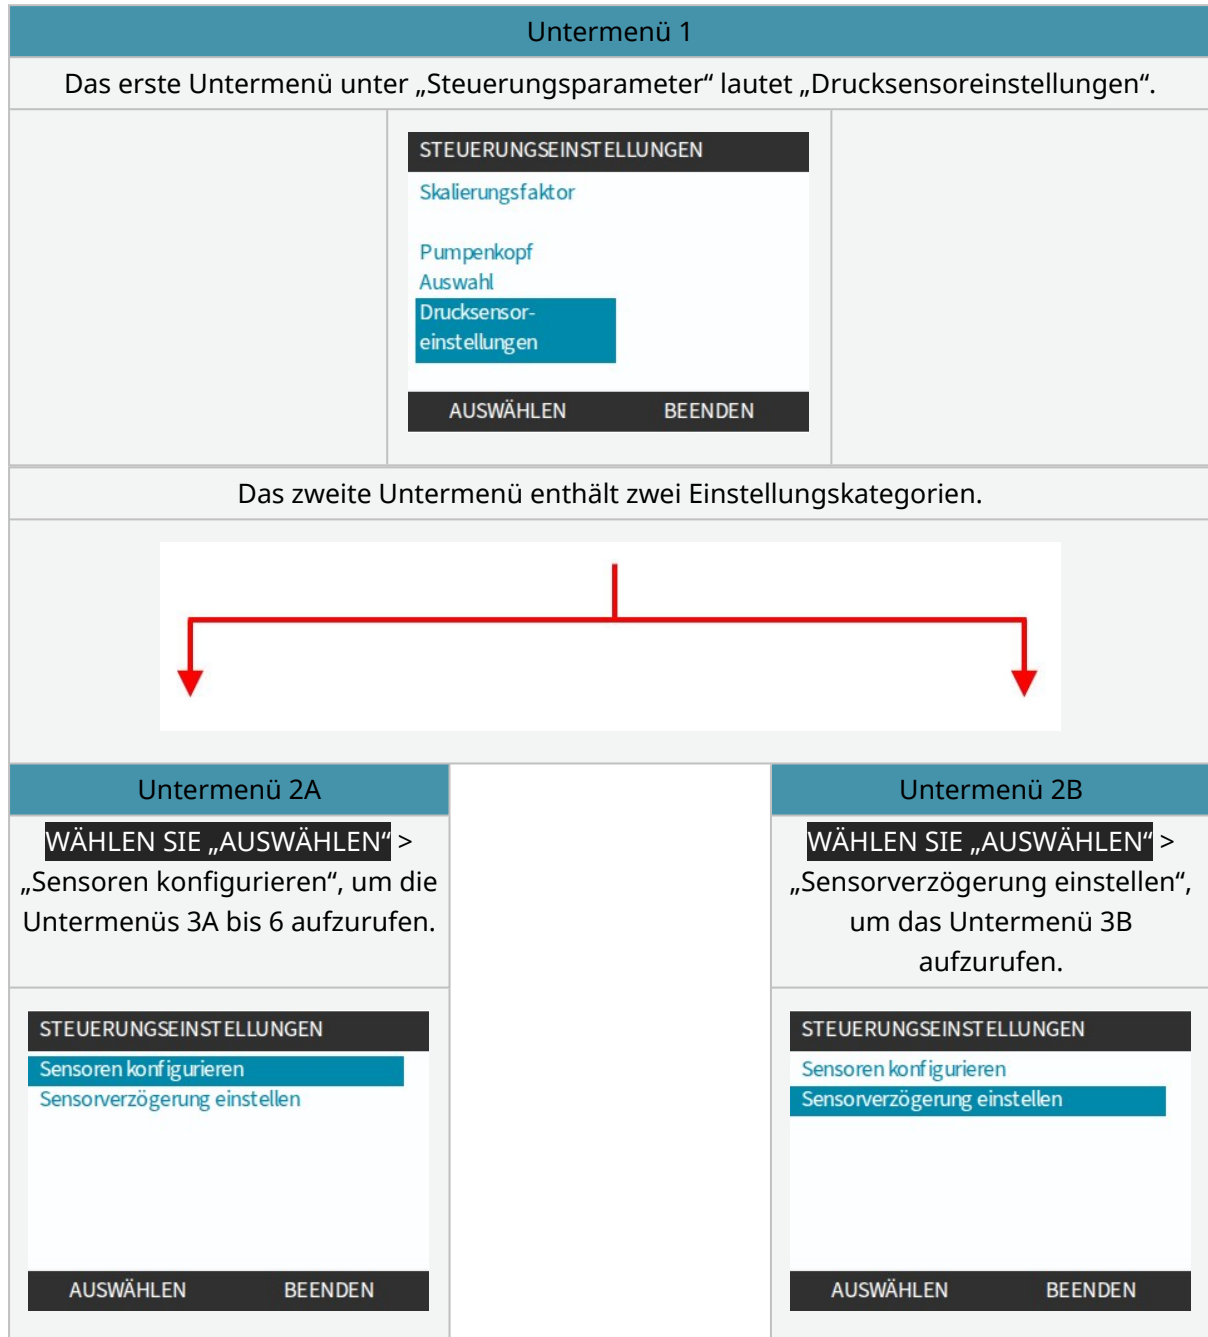 Untermenü 1
Das erste Untermenü unter „Steuerungsparameter“ lautet „Drucksensoreinstellungen“.
STEUERUNGSEINSTELLUNGEN
Skalierungsfaktor
Pumpenkopf
Auswahl
Drucksensor-
einstellungen
AUSWÄHLEN BEENDEN
Das zweite Untermenü enthält zwei Einstellungskategorien.
Untermenü 2A
WÄHLEN SIE „AUSWÄHLEN“ >
„Sensoren konfigurieren“, um die
Untermenüs 3A bis 6 aufzurufen.
STEUERUNGSEINSTELLUNGEN
Sensoren konfigurieren
Sensorverzögerung einstellen
AUSWÄHLEN BEENDEN
Untermenü 2B
WÄHLEN SIE „AUSWÄHLEN“ >
„Sensorverzögerung einstellen“,
um das Untermenü 3B
aufzurufen.
STEUERUNGSEINSTELLUNGEN
Sensoren konfigurieren
Sensorverzögerung einstellen
AUSWÄHLEN BEENDEN